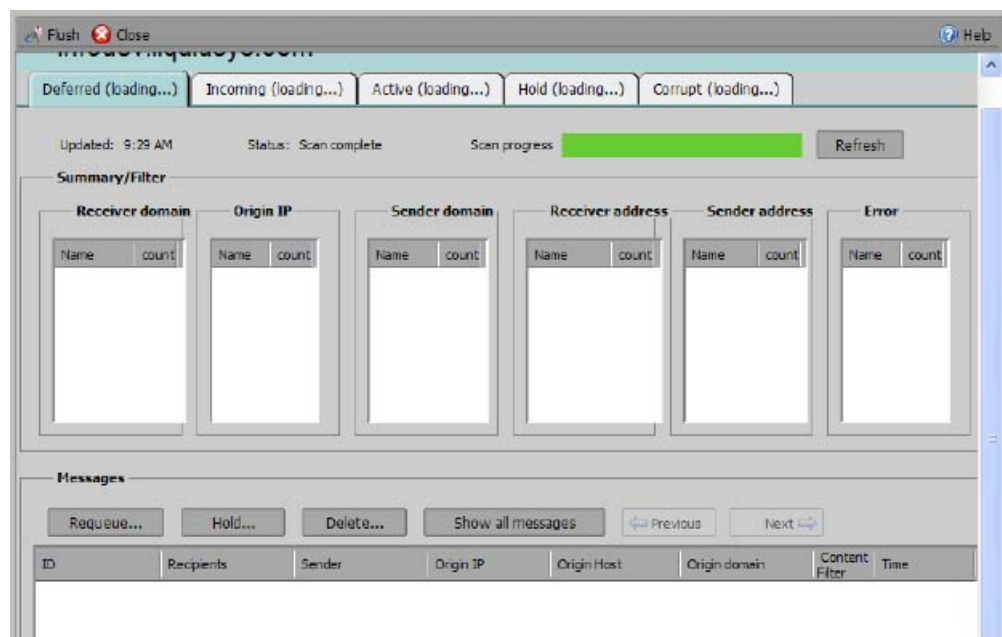 Flush Close Help
Deferred (loading...) Incoming (loading...) Active (loading...) Hold (loading...) Corrupt (loading...)
Updated: 9:29 AM Status: Scan complete Scan progress Refresh
Summary/Filter
Receiver domain Origin IP Sender domain Receiver address Sender address Error
Name count Name count Name count Name count Name count Name count
Messages
Requeue... Hold... Delete... Show all messages Previous Next
ID Recipients Sender Origin IP Origin Host Origin domain Content Filter Time